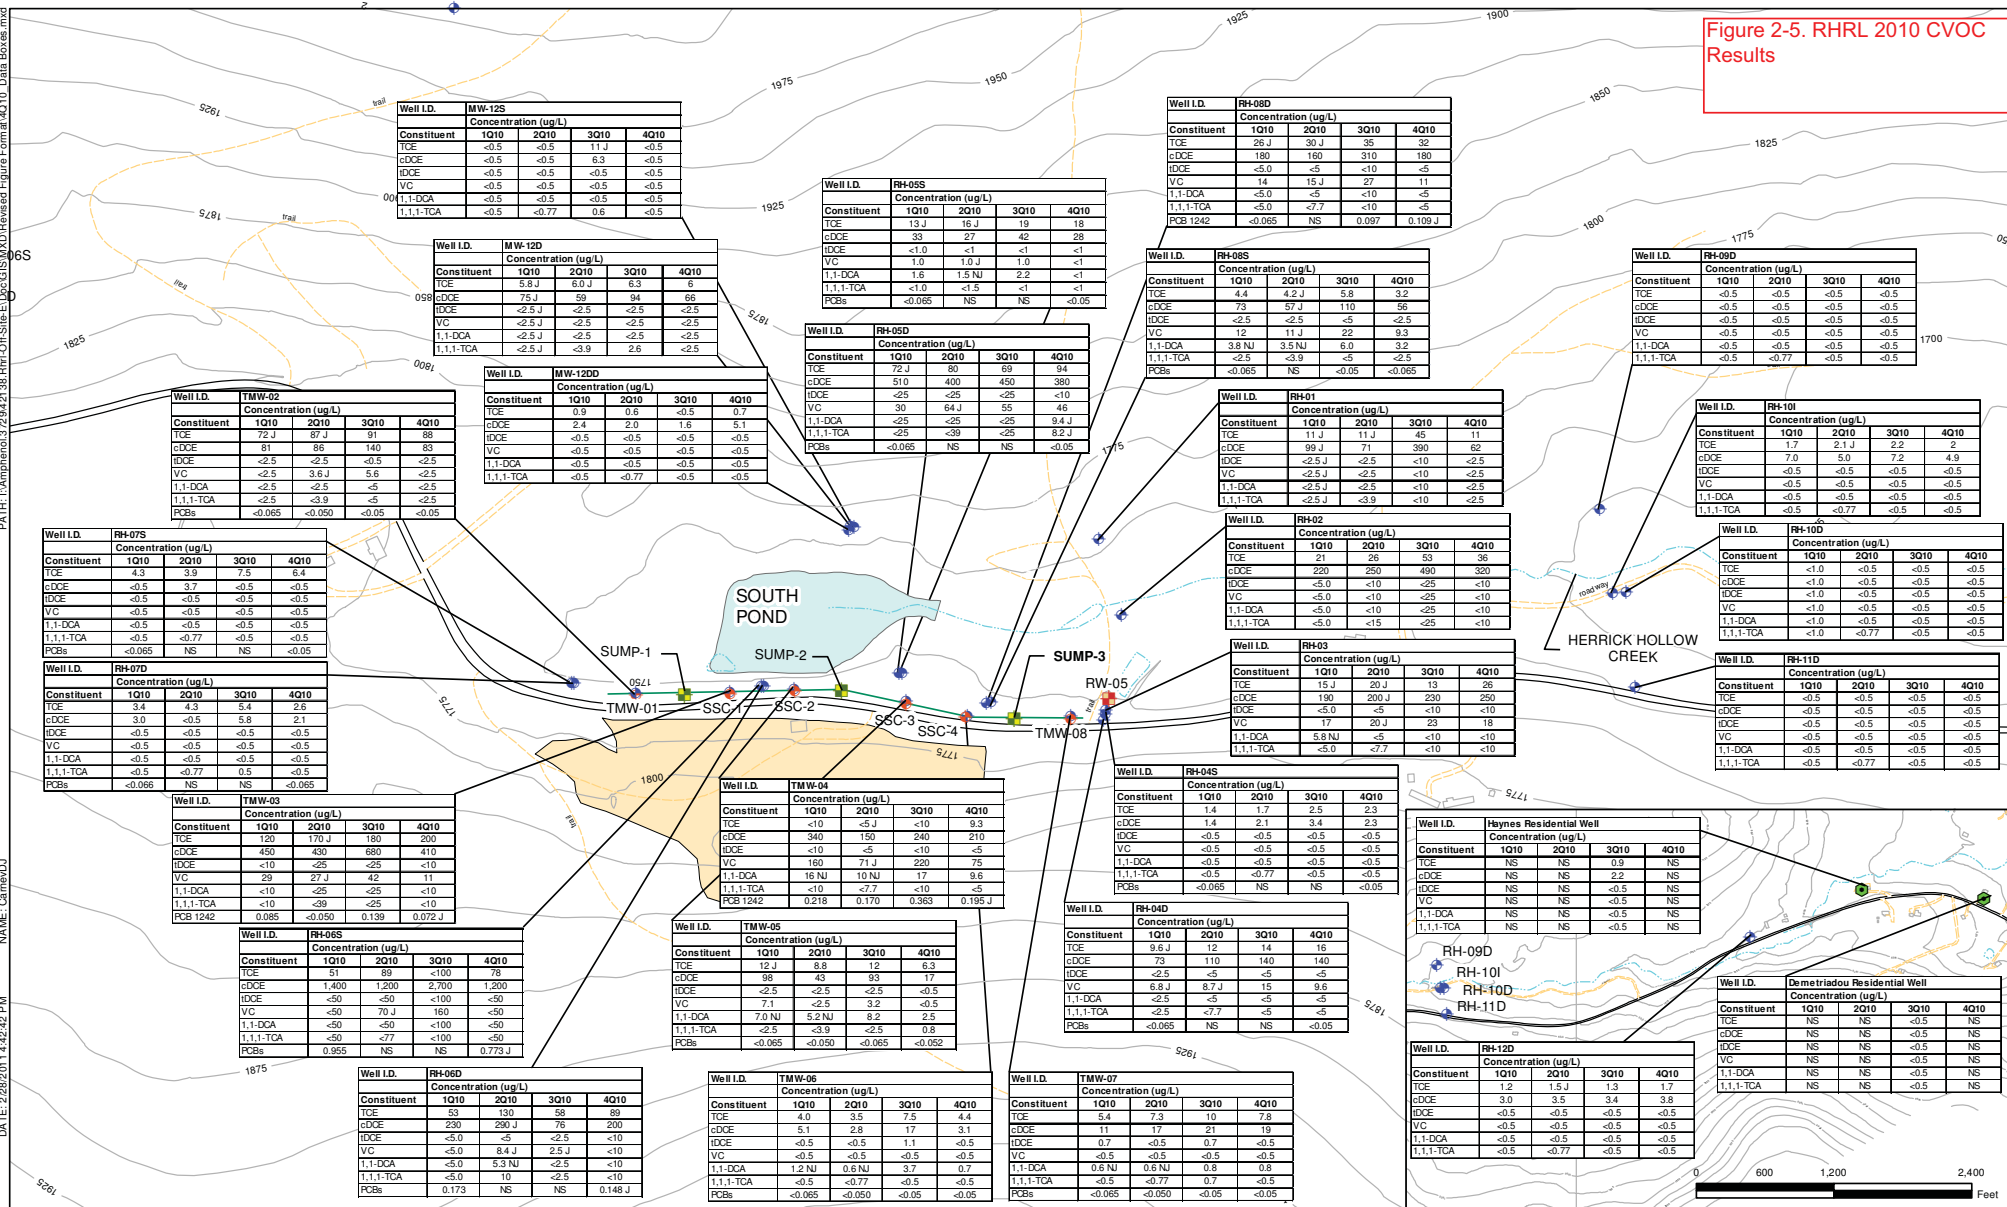 Figure 2-5. RHRL 2010 CVOC
Results
Well I.D. MW-12S
Concentration (ug/L)
Constituent 1Q10 2Q10 3Q10 4Q10
TCE <0.5 <0.5 11 J <0.5
cDCE <0.5 <0.5 6.3 <0.5
tDCE <0.5 <0.5 <0.5 <0.5
VC <0.5 <0.5 <0.5 <0.5
1,1-DCA <0.5 <0.5 <0.5 <0.5
1,1,1-TCA <0.5 <0.77 0.6 <0.5
Well I.D. RH-08D
Concentration (ug/L)
Constituent 1Q10 2Q10 3Q10 4Q10
TCE 26 J 30 J 35 32
cDCE 180 160 310 180
tDCE <5.0 <5 <10 <5
VC 14 15 J 27 11
1,1-DCA <5.0 <5 <10 <5
1,1,1-TCA <5.0 <7.7 <10 <5
PCB 1242 <0.065 NS 0.097 0.109 J
Well I.D. RH-05S
Concentration (ug/L)
Constituent 1Q10 2Q10 3Q10 4Q10
TCE 13 J 16 J 19 18
cDCE 33 27 42 28
tDCE <1.0 <1 <1 <1
VC 1.0 1.0 J 1.0 <1
1,1-DCA 1.6 1.5 NJ 2.2 <1
1,1,1-TCA <1.0 <1.5 <1 <1
PCBs <0.065 NS NS <0.05
Well I.D. MW-12D
Concentration (ug/L)
Constituent 1Q10 2Q10 3Q10 4Q10
TCE 5.8 J 6.0 J 6.3 6
cDCE 75 J 59 94 66
tDCE <2.5 J <2.5 <2.5 <2.5
VC <2.5 J <2.5 <2.5 <2.5
1,1-DCA <2.5 J <2.5 <2.5 <2.5
1,1,1-TCA <2.5 J <3.9 2.6 <2.5
Well I.D. RH-08S
Concentration (ug/L)
Constituent 1Q10 2Q10 3Q10 4Q10
TCE 4.4 4.2 J 5.8 3.2
cDCE 73 57 J 110 56
tDCE <2.5 <2.5 <5 <2.5
VC 12 11 J 22 9.3
1,1-DCA 3.8 NJ 3.5 NJ 6.0 3.2
1,1,1-TCA <2.5 <3.9 <5 <2.5
PCBs <0.065 NS <0.05 <0.065
Well I.D. RH-09D
Concentration (ug/L)
Constituent 1Q10 2Q10 3Q10 4Q10
TCE <0.5 <0.5 <0.5 <0.5
cDCE <0.5 <0.5 <0.5 <0.5
tDCE <0.5 <0.5 <0.5 <0.5
VC <0.5 <0.5 <0.5 <0.5
1,1-DCA <0.5 <0.5 <0.5 <0.5
1,1,1-TCA <0.5 <0.77 <0.5 <0.5
Well I.D. RH-05D
Concentration (ug/L)
Constituent 1Q10 2Q10 3Q10 4Q10
TCE 72 J 80 69 94
cDCE 510 400 450 380
tDCE <25 <25 <25 <10
VC 30 64 J 55 46
1,1-DCA <25 <25 <25 9.4 J
1,1,1-TCA <25 <39 <25 8.2 J
PCBs <0.065 NS NS <0.05
Well I.D. MW-12DD
Concentration (ug/L)
Constituent 1Q10 2Q10 3Q10 4Q10
TCE 0.9 0.6 <0.5 0.7
cDCE 2.4 2.0 1.6 5.1
tDCE <0.5 <0.5 <0.5 <0.5
VC <0.5 <0.5 <0.5 <0.5
1,1-DCA <0.5 <0.5 <0.5 <0.5
1,1,1-TCA <0.5 <0.77 <0.5 <0.5
Well I.D. TMW-02
Concentration (ug/L)
Constituent 1Q10 2Q10 3Q10 4Q10
TCE 72 J 87 J 91 88
cDCE 81 86 140 83
tDCE <2.5 <2.5 <0.5 <2.5
VC <2.5 3.6 J 5.6 <2.5
1,1-DCA <2.5 <2.5 <5 <2.5
1,1,1-TCA <2.5 <3.9 <5 <2.5
PCBs <0.065 <0.050 <0.05 <0.05
Well I.D. RH-01
Concentration (ug/L)
Constituent 1Q10 2Q10 3Q10 4Q10
TCE 11 J 11 J 45 11
cDCE 99 J 71 390 62
tDCE <2.5 J <2.5 <10 <2.5
VC <2.5 J <2.5 <10 <2.5
1,1-DCA <2.5 J <2.5 <10 <2.5
1,1,1-TCA <2.5 J <3.9 <10 <2.5
Well I.D. RH-10I
Concentration (ug/L)
Constituent 1Q10 2Q10 3Q10 4Q10
TCE 1.7 2.1 J 2.2 2
cDCE 7.0 5.0 7.2 4.9
tDCE <0.5 <0.5 <0.5 <0.5
VC <0.5 <0.5 <0.5 <0.5
1,1-DCA <0.5 <0.5 <0.5 <0.5
1,1,1-TCA <0.5 <0.77 <0.5 <0.5
Well I.D. RH-02
Concentration (ug/L)
Constituent 1Q10 2Q10 3Q10 4Q10
TCE 21 26 53 36
cDCE 220 250 490 320
tDCE <5.0 <10 <25 <10
VC <5.0 <10 <25 <10
1,1-DCA <5.0 <10 <25 <10
1,1,1-TCA <5.0 <15 <25 <10
Well I.D. RH-10D
Concentration (ug/L)
Constituent 1Q10 2Q10 3Q10 4Q10
TCE <1.0 <0.5 <0.5 <0.5
cDCE <1.0 <0.5 <0.5 <0.5
tDCE <1.0 <0.5 <0.5 <0.5
VC <1.0 <0.5 <0.5 <0.5
1,1-DCA <1.0 <0.5 <0.5 <0.5
1,1,1-TCA <1.0 <0.77 <0.5 <0.5
Well I.D. RH-07S
Concentration (ug/L)
Constituent 1Q10 2Q10 3Q10 4Q10
TCE 4.3 3.9 7.5 6.4
cDCE <0.5 3.7 <0.5 <0.5
tDCE <0.5 <0.5 <0.5 <0.5
VC <0.5 <0.5 <0.5 <0.5
1,1-DCA <0.5 <0.5 <0.5 <0.5
1,1,1-TCA <0.5 <0.77 <0.5 <0.5
PCBs <0.065 NS NS <0.05
Well I.D. RH-07D
Concentration (ug/L)
Constituent 1Q10 2Q10 3Q10 4Q10
TCE 3.4 4.3 5.4 2.6
cDCE 3.0 <0.5 5.8 2.1
tDCE <0.5 <0.5 <0.5 <0.5
VC <0.5 <0.5 <0.5 <0.5
1,1-DCA <0.5 <0.5 <0.5 <0.5
1,1,1-TCA <0.5 <0.77 0.5 <0.5
PCBs <0.066 NS NS <0.065
SOUTH
POND
SUMP-1
SUMP-2
SUMP-3
RW-05
TMW-01
SSC-1
SSC-2
SSC-3
SSC-4
TMW-08
HERRICK HOLLOW
CREEK
roadway
Well I.D. RH-03
Concentration (ug/L)
Constituent 1Q10 2Q10 3Q10 4Q10
TCE 15 J 20 J 13 26
cDCE 190 200 J 230 250
tDCE <5.0 <5 <10 <10
VC 17 20 J 23 18
1,1-DCA 5.8 NJ <5 <10 <10
1,1,1-TCA <5.0 <7.7 <10 <10
Well I.D. RH-11D
Concentration (ug/L)
Constituent 1Q10 2Q10 3Q10 4Q10
TCE <0.5 <0.5 <0.5 <0.5
cDCE <0.5 <0.5 <0.5 <0.5
tDCE <0.5 <0.5 <0.5 <0.5
VC <0.5 <0.5 <0.5 <0.5
1,1-DCA <0.5 <0.5 <0.5 <0.5
1,1,1-TCA <0.5 <0.77 <0.5 <0.5
Well I.D. TMW-03
Concentration (ug/L)
Constituent 1Q10 2Q10 3Q10 4Q10
TCE 120 170 J 180 200
cDCE 450 430 680 410
tDCE <10 <25 <25 <10
VC 29 27 J 42 11
1,1-DCA <10 <25 <25 <10
1,1,1-TCA <10 <39 <25 <10
PCB 1242 0.085 <0.050 0.139 0.072 J
Well I.D. TMW-04
Concentration (ug/L)
Constituent 1Q10 2Q10 3Q10 4Q10
TCE <10 <5 J <10 9.3
cDCE 340 150 240 210
tDCE <10 <5 <10 <5
VC 160 71 J 220 75
1,1-DCA 16 NJ 10 NJ 17 9.6
1,1,1-TCA <10 <7.7 <10 <5
PCB 1242 0.218 0.170 0.363 0.195 J
Well I.D. RH-04S
Concentration (ug/L)
Constituent 1Q10 2Q10 3Q10 4Q10
TCE 1.4 1.7 2.5 2.3
cDCE 1.4 2.1 3.4 2.3
tDCE <0.5 <0.5 <0.5 <0.5
VC <0.5 <0.5 <0.5 <0.5
1,1-DCA <0.5 <0.5 <0.5 <0.5
1,1,1-TCA <0.5 <0.77 <0.5 <0.5
PCBs <0.065 NS NS <0.05
Well I.D. Haynes Residential Well
Concentration (ug/L)
Constituent 1Q10 2Q10 3Q10 4Q10
TCE NS NS 0.9 NS
cDCE NS NS 2.2 NS
tDCE NS NS <0.5 NS
VC NS NS <0.5 NS
1,1-DCA NS NS <0.5 NS
1,1,1-TCA NS NS <0.5 NS
Well I.D. RH-06S
Concentration (ug/L)
Constituent 1Q10 2Q10 3Q10 4Q10
TCE 51 89 <100 78
cDCE 1,400 1,200 2,700 1,200
tDCE <50 <50 <100 <50
VC <50 70 J 160 <50
1,1-DCA <50 <50 <100 <50
1,1,1-TCA <50 <77 <100 <50
PCBs 0.955 NS NS 0.773 J
Well I.D. TMW-05
Concentration (ug/L)
Constituent 1Q10 2Q10 3Q10 4Q10
TCE 12 J 8.8 12 6.3
cDCE 98 43 93 17
tDCE <2.5 <2.5 <2.5 <0.5
VC 7.1 <2.5 3.2 <0.5
1,1-DCA 7.0 NJ 5.2 NJ 8.2 2.5
1,1,1-TCA <2.5 <3.9 <2.5 0.8
PCBs <0.065 <0.050 <0.065 <0.052
Well I.D. RH-04D
Concentration (ug/L)
Constituent 1Q10 2Q10 3Q10 4Q10
TCE 9.6 J 12 14 16
cDCE 73 110 140 140
tDCE <2.5 <5 <5 <5
VC 6.8 J 8.7 J 15 9.6
1,1-DCA <2.5 <5 <5 <5
1,1,1-TCA <2.5 <7.7 <5 <5
PCBs <0.065 NS NS <0.05
RH-09D
RH-10I
RH-10D
RH-11D
Well I.D. Demetriadou Residential Well
Concentration (ug/L)
Constituent 1Q10 2Q10 3Q10 4Q10
TCE NS NS <0.5 NS
cDCE NS NS <0.5 NS
tDCE NS NS <0.5 NS
VC NS NS <0.5 NS
1,1-DCA NS NS <0.5 NS
1,1,1-TCA NS NS <0.5 NS
Well I.D. RH-12D
Concentration (ug/L)
Constituent 1Q10 2Q10 3Q10 4Q10
TCE 1.2 1.5 J 1.3 1.7
cDCE 3.0 3.5 3.4 3.8
tDCE <0.5 <0.5 <0.5 <0.5
VC <0.5 <0.5 <0.5 <0.5
1,1-DCA <0.5 <0.5 <0.5 <0.5
1,1,1-TCA <0.5 <0.77 <0.5 <0.5
Well I.D. RH-06D
Concentration (ug/L)
Constituent 1Q10 2Q10 3Q10 4Q10
TCE 53 130 58 89
cDCE 230 290 J 76 200
tDCE <5.0 <5 <2.5 <10
VC <5.0 8.4 J 2.5 J <10
1,1-DCA <5.0 5.3 NJ <2.5 <10
1,1,1-TCA <5.0 10 <2.5 <10
PCBs 0.173 NS NS 0.148 J
Well I.D. TMW-06
Concentration (ug/L)
Constituent 1Q10 2Q10 3Q10 4Q10
TCE 4.0 3.5 7.5 4.4
cDCE 5.1 2.8 17 3.1
tDCE <0.5 <0.5 1.1 <0.5
VC <0.5 <0.5 <0.5 <0.5
1,1-DCA 1.2 NJ 0.6 NJ 3.7 0.7
1,1,1-TCA <0.5 <0.77 <0.5 <0.5
PCBs <0.065 <0.050 <0.05 <0.05
Well I.D. TMW-07
Concentration (ug/L)
Constituent 1Q10 2Q10 3Q10 4Q10
TCE 5.4 7.3 10 7.8
cDCE 11 17 21 19
tDCE 0.7 <0.5 0.7 <0.5
VC <0.5 <0.5 <0.5 <0.5
1,1-DCA 0.6 NJ 0.6 NJ 0.8 0.8
1,1,1-TCA <0.5 <0.77 0.7 <0.5
PCBs <0.065 <0.050 <0.05 <0.05
0 600 1,200 2,400
Feet
1925
1900
1975
1950
1925
1875
1925
1850
1825
1800
1775
1700
1825
1800
1875
1775
1750
1775
1800
1775
1775
1875
1925
1875
1925
trail
trail
trail
trail
trail
06S
DATE: 2/28/2011 4:42:42 PM NAME: CarneyDJ